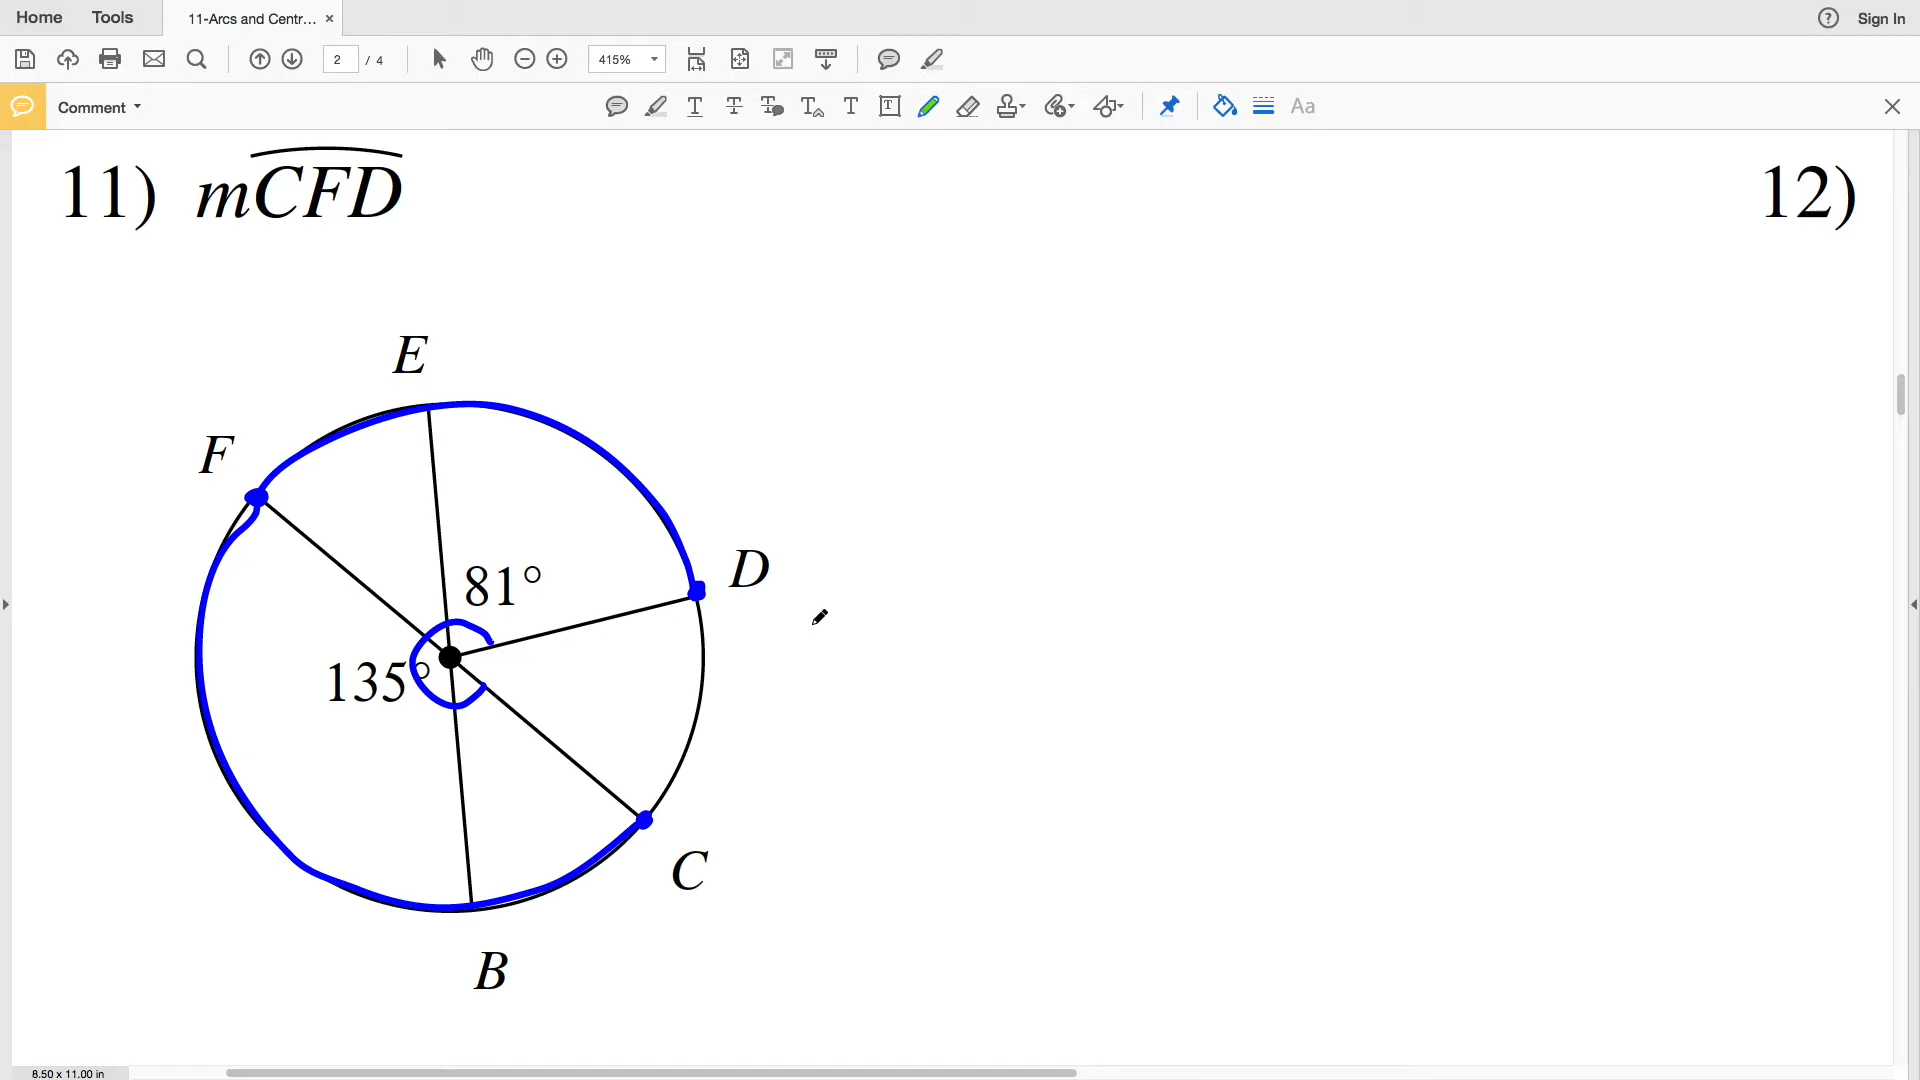 Home Tools 11-Arcs and Centr... × Sign In
2 / 4 415%
Comment Aa
11) mCFD 12)
E
F
D
81°
135°
C
B
8.50 x 11.00 in